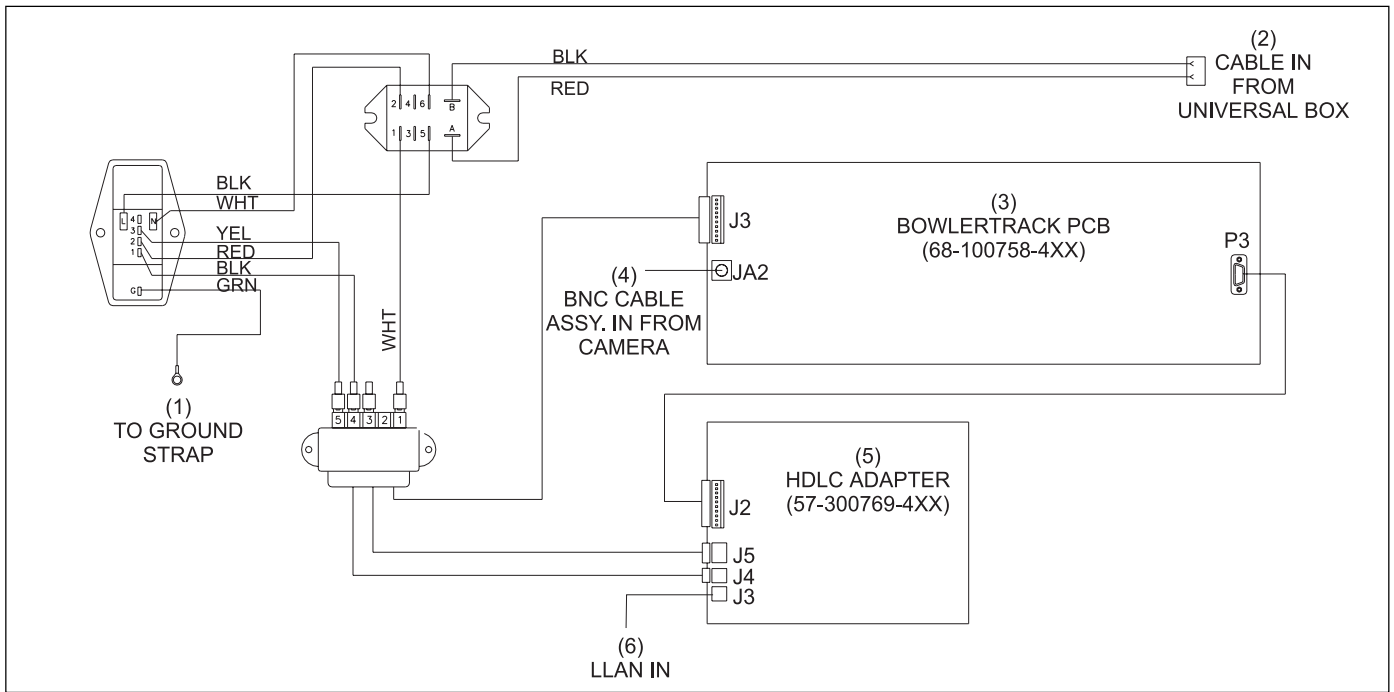 (2)
CABLE IN
FROM
UNIVERSAL BOX
BLK
RED
2 4 6 B
1 3 5 A
BLK
WHT
YEL
RED
BLK
GRN
L 4 N
3
2
1
G
(1)
TO GROUND
STRAP
WHT
5 4 3 2 1
(3)
BOWLERTRACK PCB
(68-100758-4XX)
J3
JA2
P3
(4)
BNC CABLE
ASSY. IN FROM
CAMERA
(5)
HDLC ADAPTER
(57-300769-4XX)
J2
J5
J4
J3
(6)
LLAN IN